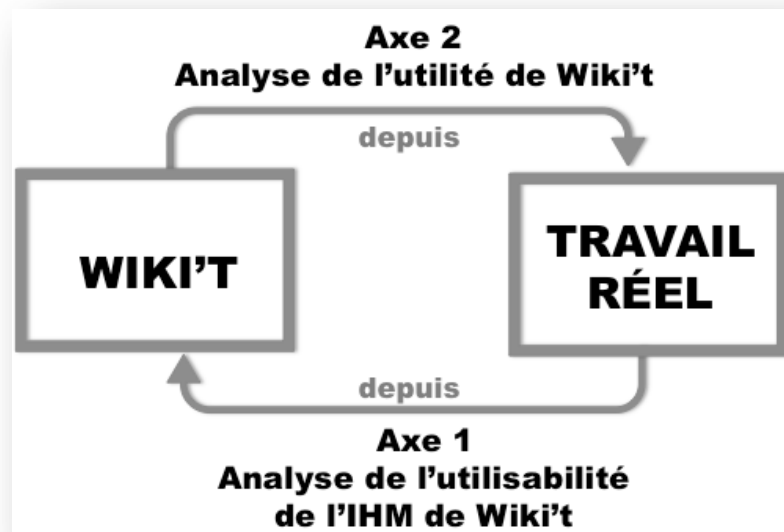 Axe 2
Analyse de l'utilité de Wiki't
depuis
WIKI'T
TRAVAIL
RÉEL
depuis
Axe 1
Analyse de l'utilisabilité
de l'IHM de Wiki't